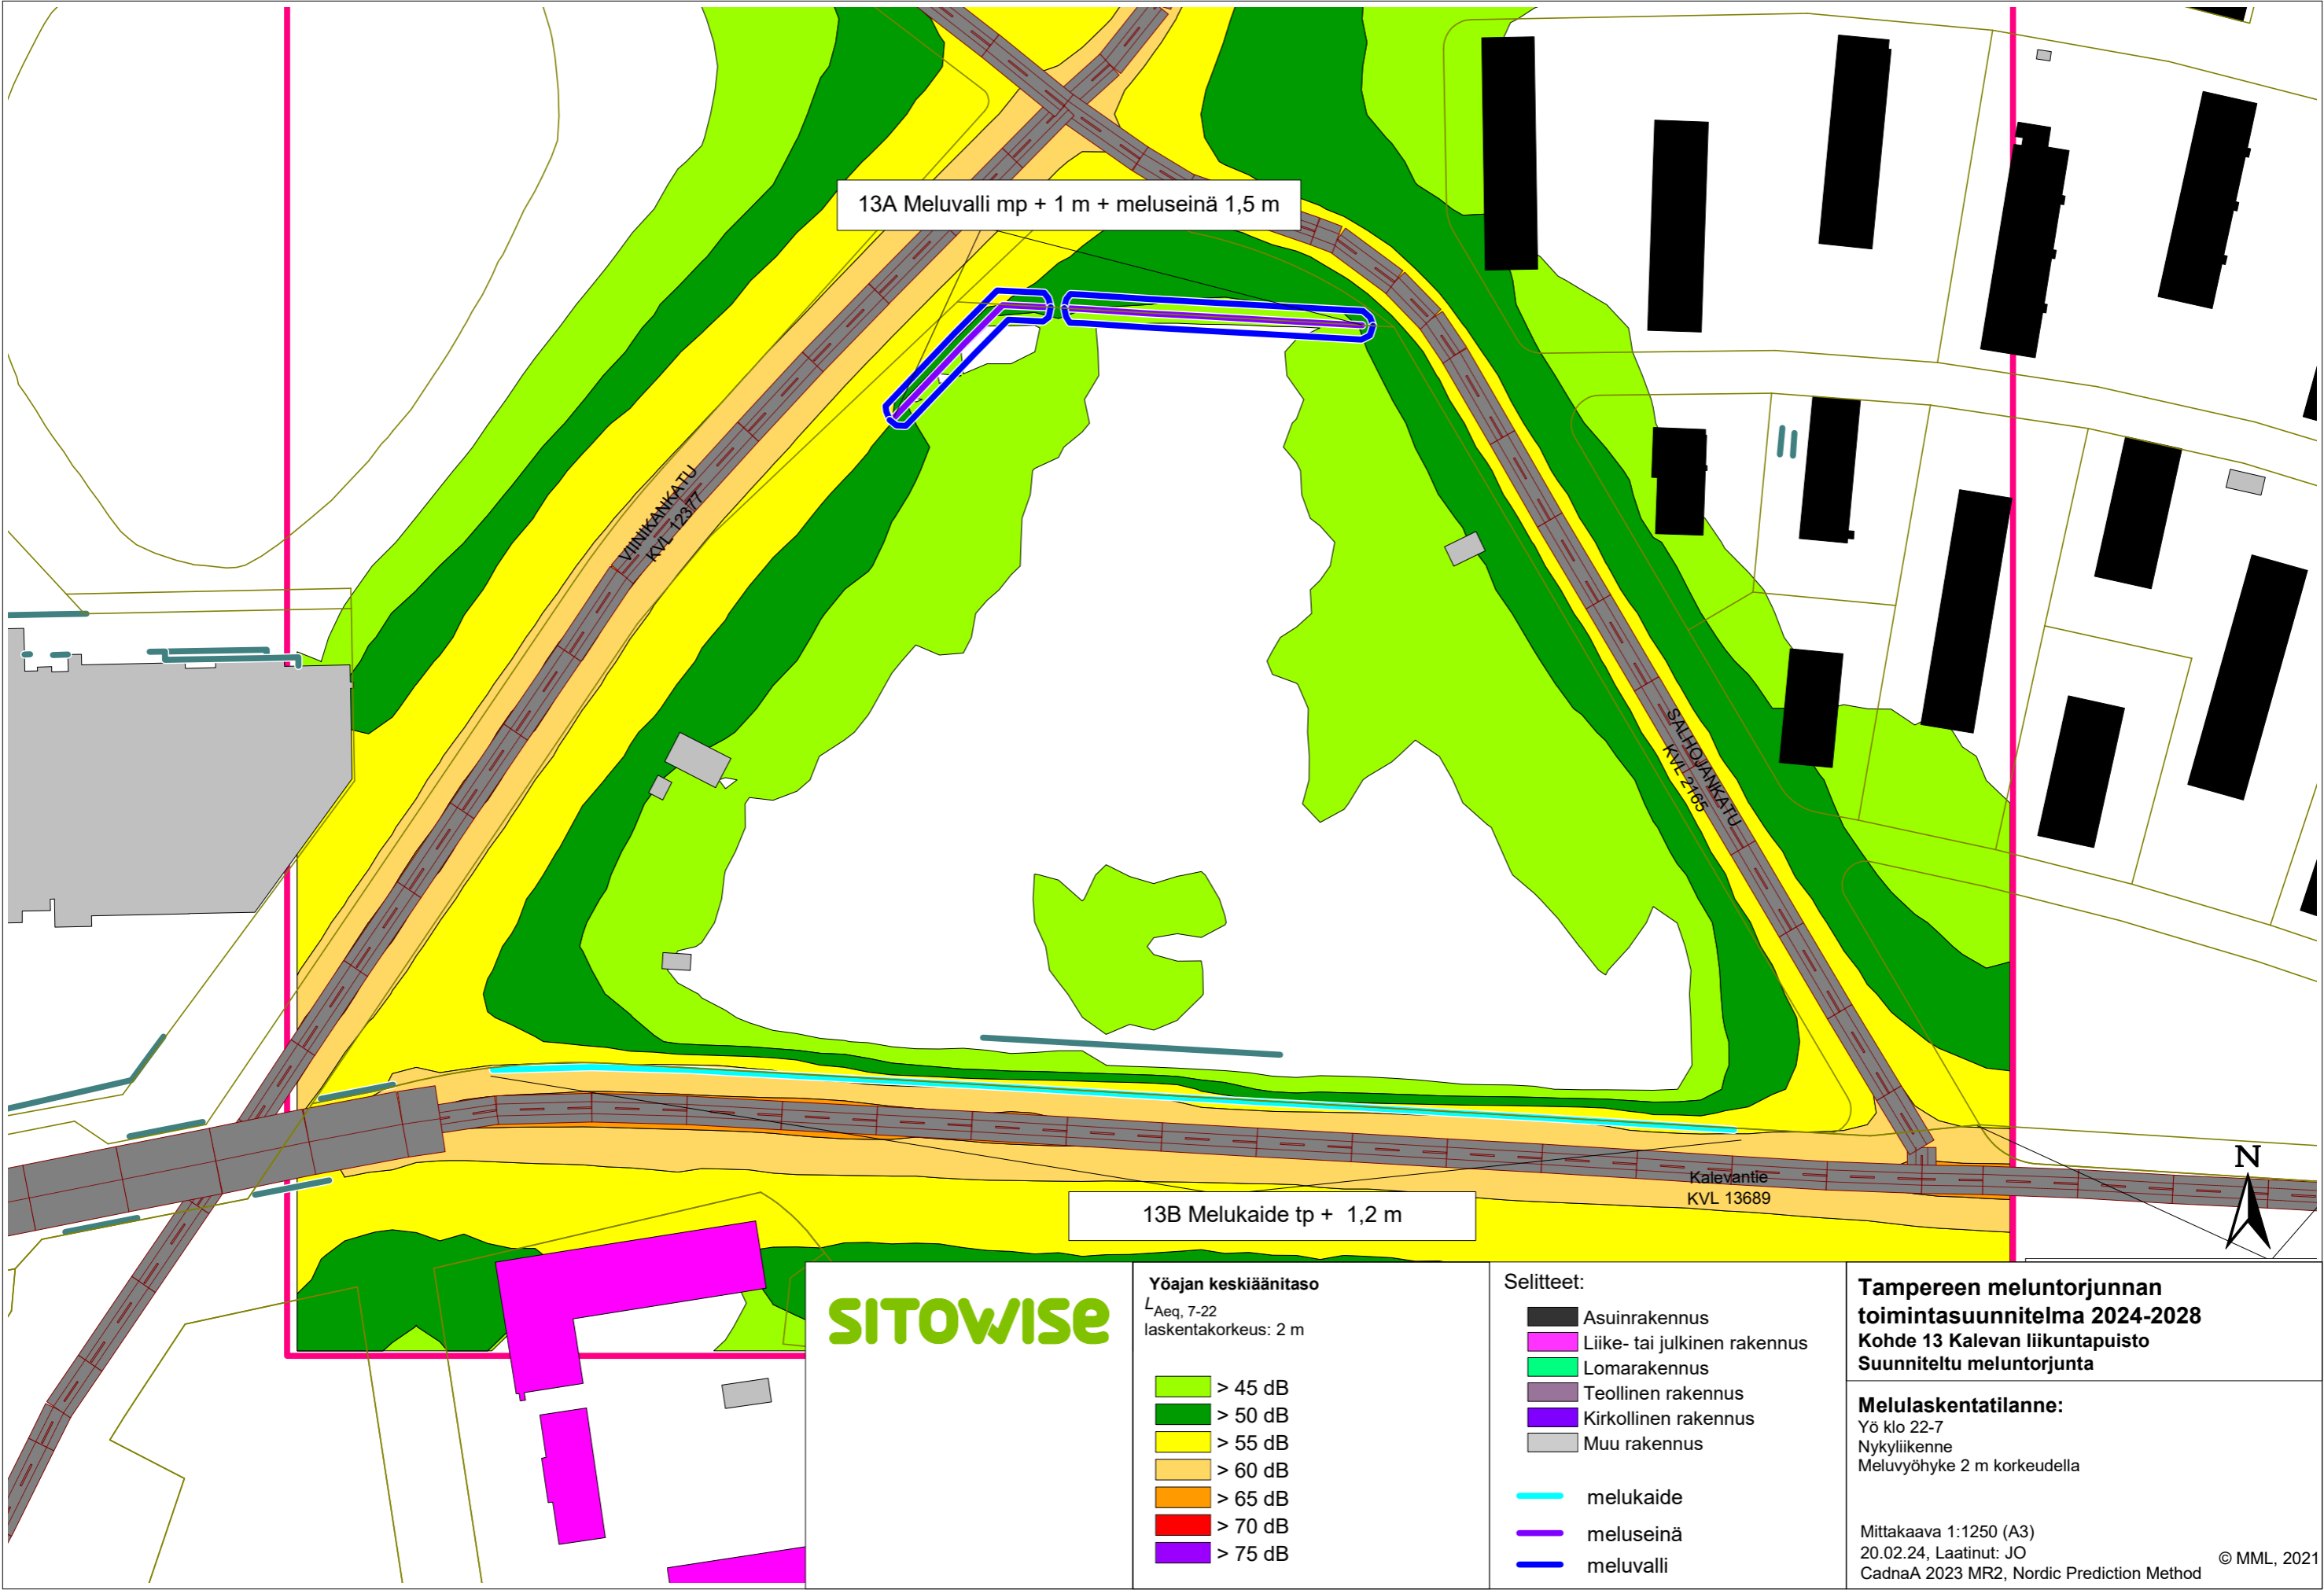 13A Meluvalli mp + 1 m + meluseinä 1,5 m
VIINIKANKATU
KVL 12377
SALHOJANKATU
KVL 2165
Kalevantie
KVL 13689
13B Melukaide tp +  1,2 m
N
SITOWISE
Yöajan keskiäänitaso
LAeq, 7-22
laskentakorkeus: 2 m
> 45 dB
> 50 dB
> 55 dB
> 60 dB
> 65 dB
> 70 dB
> 75 dB
Selitteet:
Asuinrakennus
Liike- tai julkinen rakennus
Lomarakennus
Teollinen rakennus
Kirkollinen rakennus
Muu rakennus
melukaide
meluseinä
meluvalli
Tampereen meluntorjunnan
toimintasuunnitelma 2024-2028
Kohde 13 Kalevan liikuntapuisto
Suunniteltu meluntorjunta
Melulaskentatilanne:
Yö klo 22-7
Nykyliikenne
Meluvyöhyke 2 m korkeudella
Mittakaava 1:1250 (A3)
20.02.24, Laatinut: JO
CadnaA 2023 MR2, Nordic Prediction Method
© MML, 2021